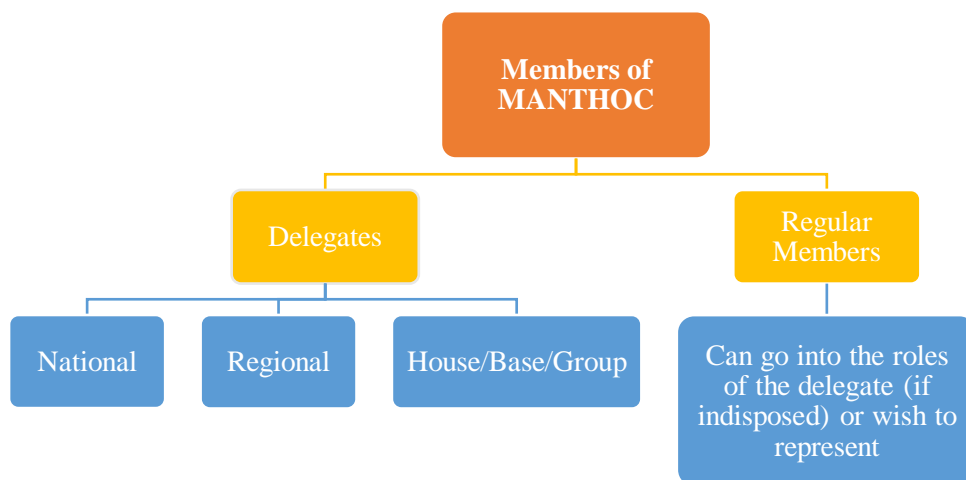 Members of
MANTHOC
Delegates
Regular
Members
National
Regional
House/Base/Group
Can go into the roles
of the delegate (if
indisposed) or wish to
represent